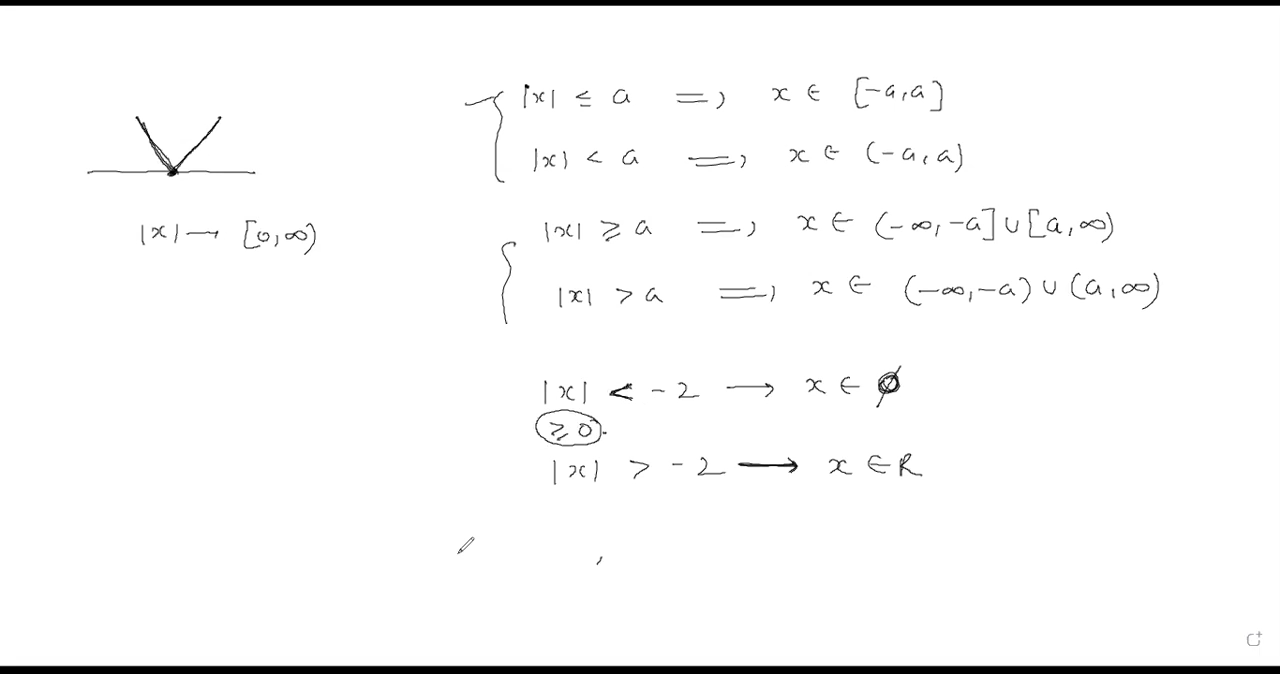 |x| ≤ a ⇒ x ∈ [-a, a]
|x| < a ⇒ x ∈ (-a, a)
|x| → [0, ∞)
|x| ≥ a ⇒ x ∈ (-∞, -a] ∪ [a, ∞)
|x| > a ⇒ x ∈ (-∞, -a) ∪ (a, ∞)
|x| < -2 → x ∈ ∅
≥ 0.
|x| > -2 → x ∈ R